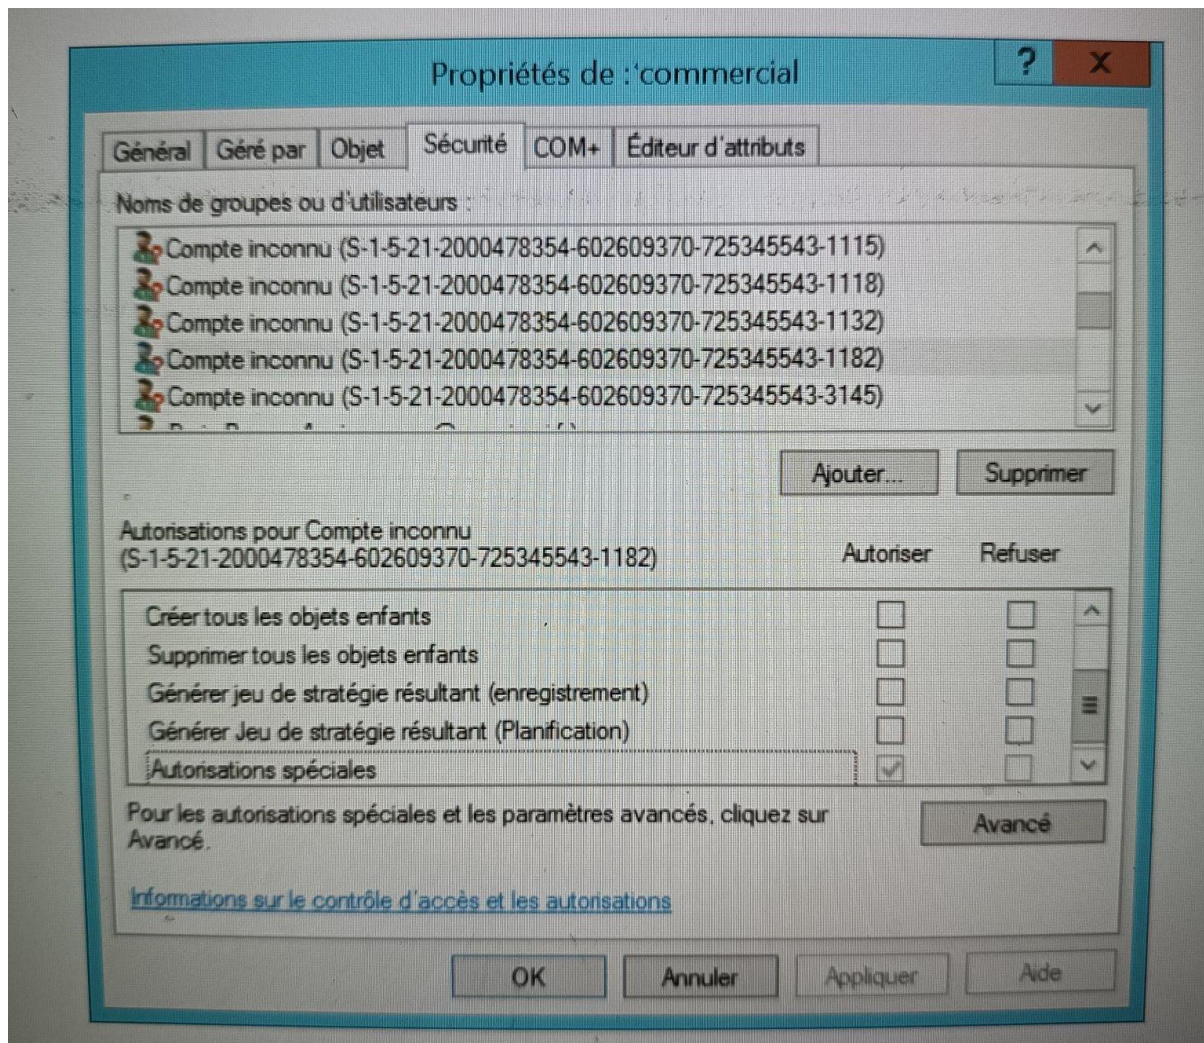 Propriétés de : commercial
?
X
Général
Géré par
Objet
Sécurité
COM+
Éditeur d'attributs
Noms de groupes ou d'utilisateurs :
Compte inconnu (S-1-5-21-2000478354-602609370-725345543-1115)
Compte inconnu (S-1-5-21-2000478354-602609370-725345543-1118)
Compte inconnu (S-1-5-21-2000478354-602609370-725345543-1132)
Compte inconnu (S-1-5-21-2000478354-602609370-725345543-1182)
Compte inconnu (S-1-5-21-2000478354-602609370-725345543-3145)
Ajouter...
Supprimer
Autorisations pour Compte inconnu
(S-1-5-21-2000478354-602609370-725345543-1182)
Autoriser
Refuser
Créer tous les objets enfants
Supprimer tous les objets enfants
Générer jeu de stratégie résultant (enregistrement)
Générer Jeu de stratégie résultant (Planification)
Autorisations spéciales
Pour les autorisations spéciales et les paramètres avancés, cliquez sur
Avancé.
Avancé
Informations sur le contrôle d'accès et les autorisations
OK
Annuler
Appliquer
Aide